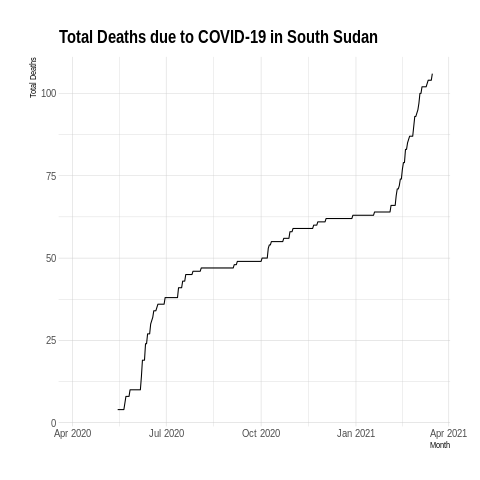 Total Deaths due to COVID-19 in South Sudan
Total Deaths
100
75
50
25
0
Apr 2020
Jul 2020
Oct 2020
Jan 2021
Apr 2021
Month